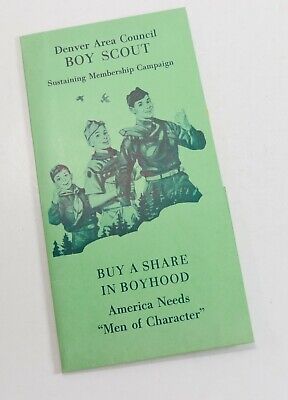 Denver Area Council
BOY SCOUT
Sustaining Membership Campaign
BUY A SHARE
IN BOYHOOD
America Needs
"Men of Character"